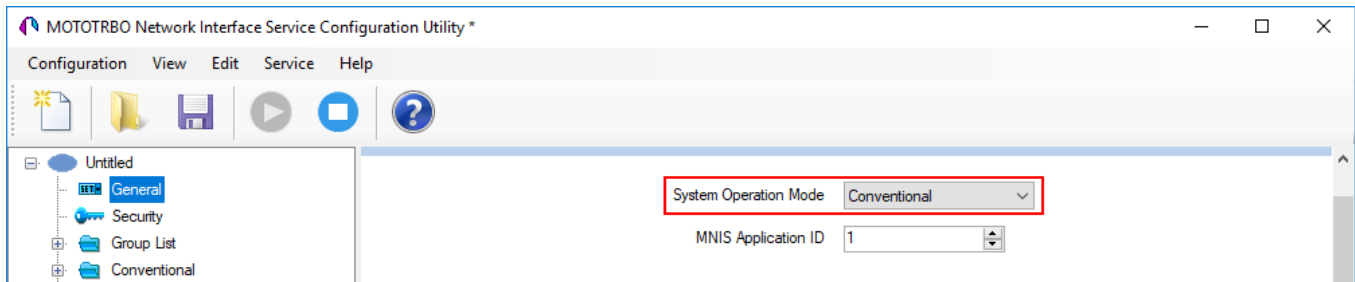 MOTOTRBO Network Interface Service Configuration Utility *
Configuration View Edit Service Help
?
Untitled
SET General
Security
Group List
Conventional
System Operation Mode Conventional
MNIS Application ID 1